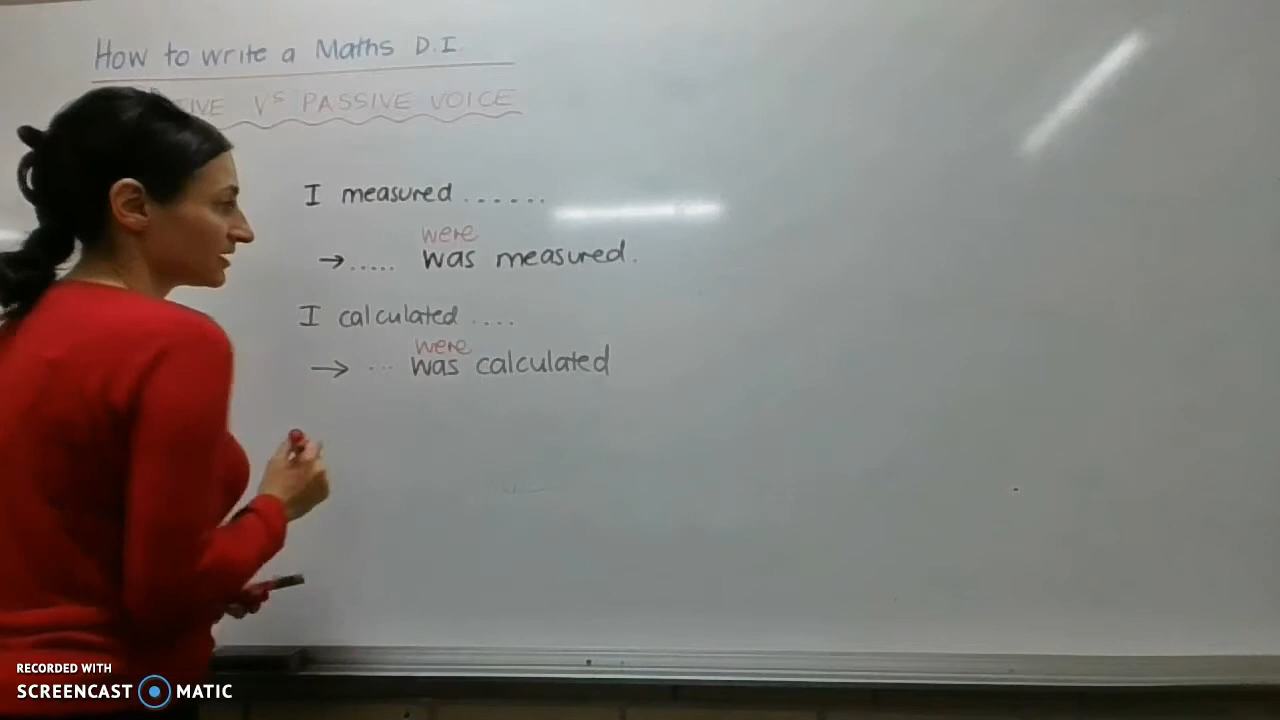 How to write a Maths D.I.
TIVE Vs PASSIVE VOICE
I measured ......
were
→ ..... was measured.
I calculated ....
were
→ ... was calculated
RECORDED WITH
SCREENCAST MATIC